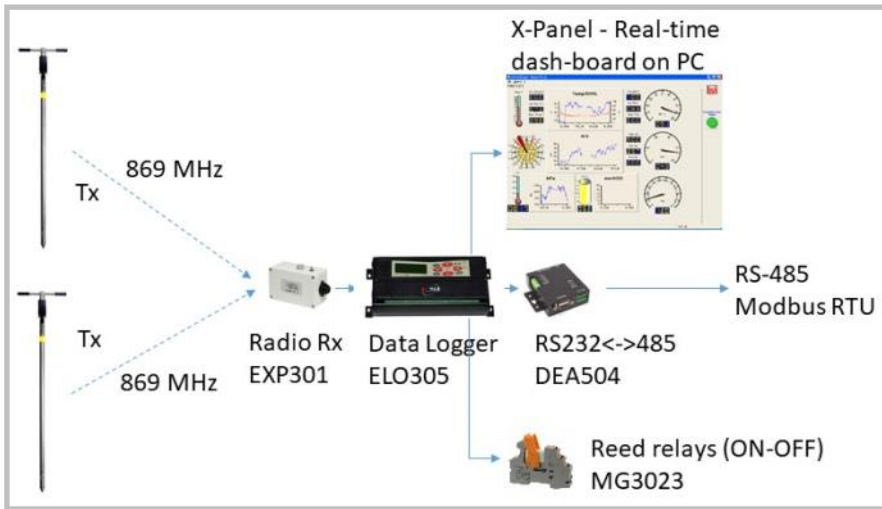 X-Panel - Real-time
dash-board on PC
869 MHz
Tx
Tx
869 MHz
Radio Rx
EXP301
Data Logger
ELO305
RS232<->485
DEA504
RS-485
Modbus RTU
Reed relays (ON-OFF)
MG3023